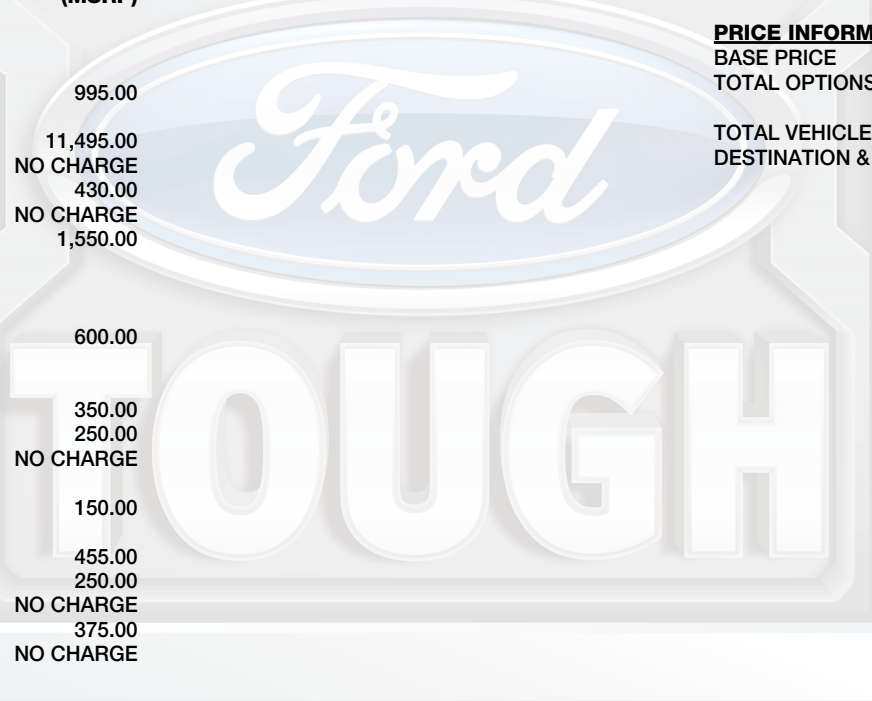 (MSRP)
995.00
11,495.00
NO CHARGE
430.00
NO CHARGE
1,550.00
600.00
350.00
250.00
NO CHARGE
150.00
455.00
250.00
NO CHARGE
375.00
NO CHARGE
PRICE INFORM
BASE PRICE
TOTAL OPTIONS
TOTAL VEHICLE
DESTINATION &
Ford
TOUGH